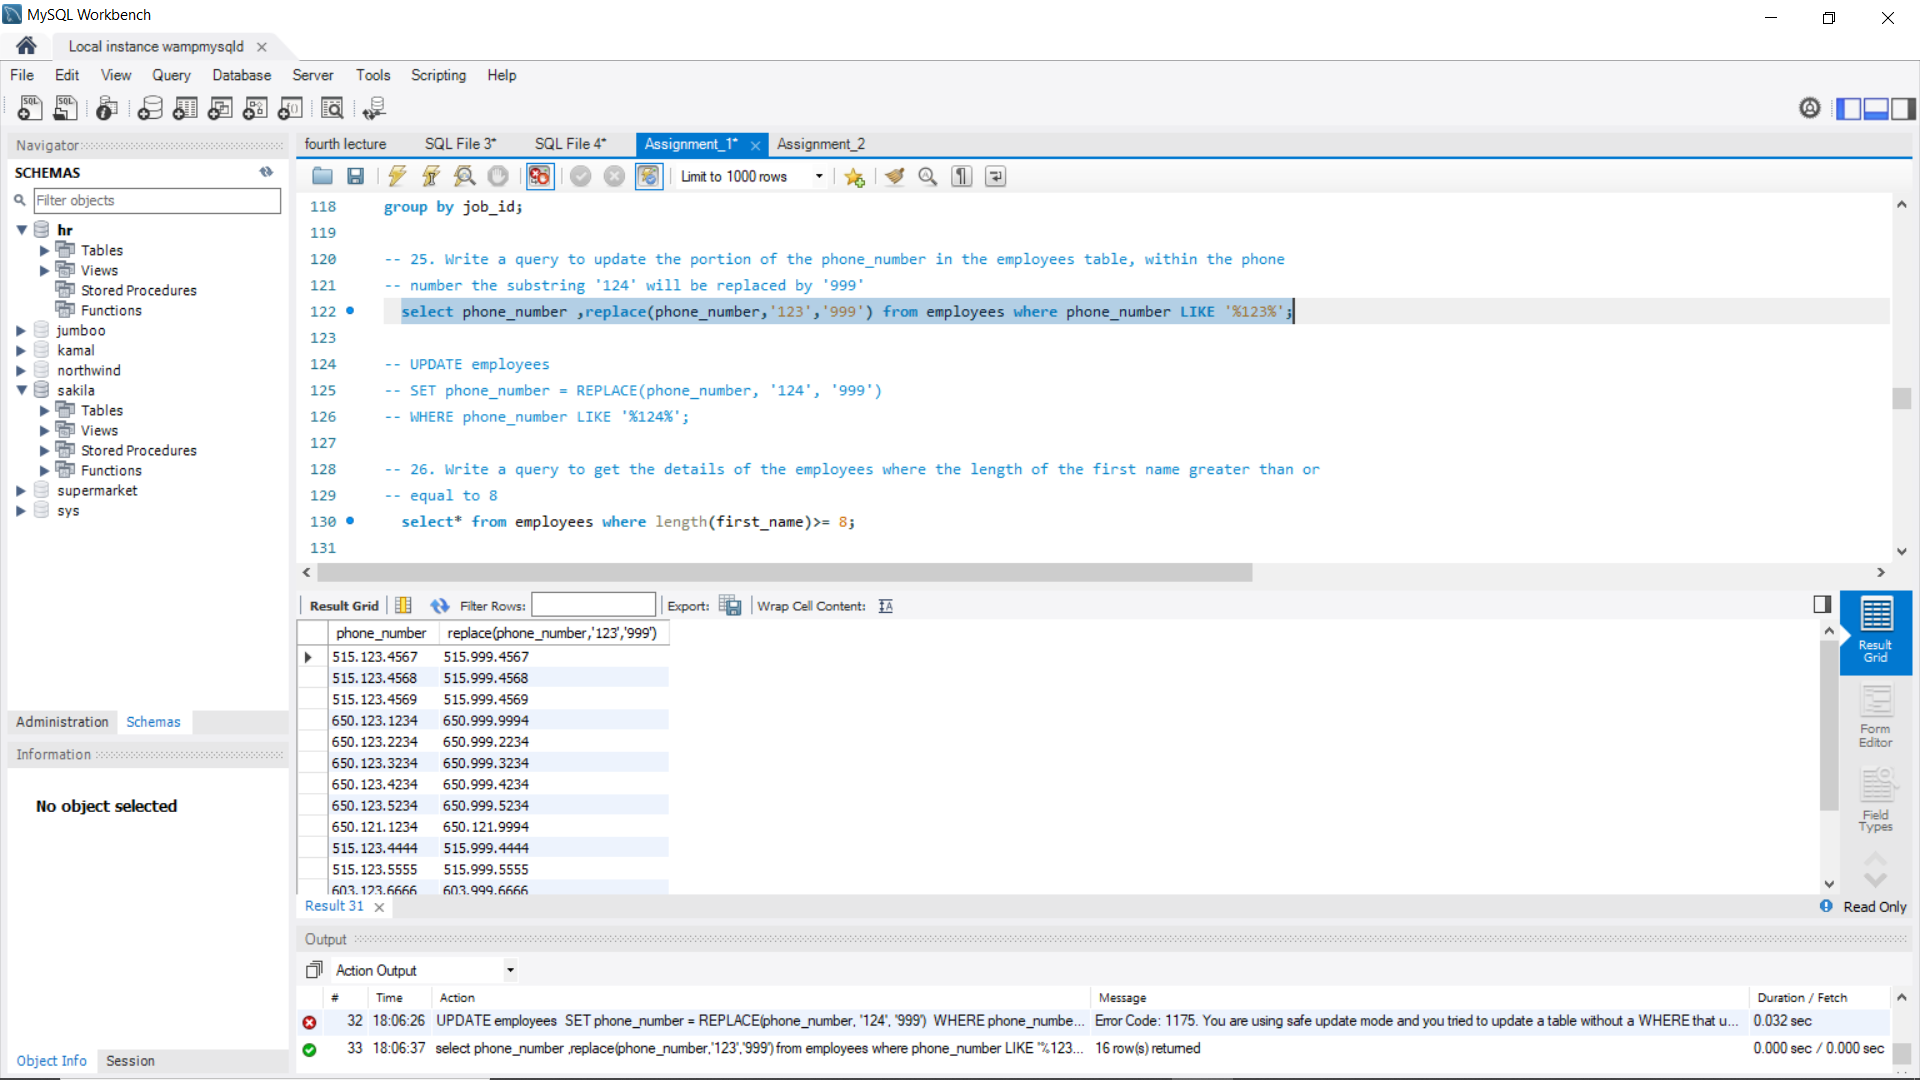 MySQL Workbench
Local instance wampmysqld
File Edit View Query Database Server Tools Scripting Help
Navigator
SCHEMAS
Filter objects
hr
Tables
Views
Stored Procedures
Functions
jumboo
kamal
northwind
sakila
Tables
Views
Stored Procedures
Functions
supermarket
sys
Administration Schemas
Information
No object selected
Object Info Session
fourth lecture SQL File 3* SQL File 4* Assignment_1* Assignment_2
Limit to 1000 rows
118 group by job_id;
119
120 -- 25. Write a query to update the portion of the phone_number in the employees table, within the phone
121 -- number the substring '124' will be replaced by '999'
122 select phone_number ,replace(phone_number,'123','999') from employees where phone_number LIKE '%123%';
123
124 -- UPDATE employees
125 -- SET phone_number = REPLACE(phone_number, '124', '999')
126 -- WHERE phone_number LIKE '%124%';
127
128 -- 26. Write a query to get the details of the employees where the length of the first name greater than or
129 -- equal to 8
130 select* from employees where length(first_name)>= 8;
131
Result Grid Filter Rows: Export: Wrap Cell Content:
phone_number replace(phone_number,'123','999')
515.123.4567 515.999.4567
515.123.4568 515.999.4568
515.123.4569 515.999.4569
650.123.1234 650.999.9994
650.123.2234 650.999.2234
650.123.3234 650.999.3234
650.123.4234 650.999.4234
650.123.5234 650.999.5234
650.121.1234 650.121.9994
515.123.4444 515.999.4444
515.123.5555 515.999.5555
603.123.6666 603.999.6666
Result Grid
Form Editor
Field Types
Result 31
Read Only
Output
Action Output
# Time Action Message Duration / Fetch
32 18:06:26 UPDATE employees SET phone_number = REPLACE(phone_number, '124', '999') WHERE phone_numbe... Error Code: 1175. You are using safe update mode and you tried to update a table without a WHERE that u... 0.032 sec
33 18:06:37 select phone_number ,replace(phone_number,'123','999') from employees where phone_number LIKE '%123... 16 row(s) returned 0.000 sec / 0.000 sec